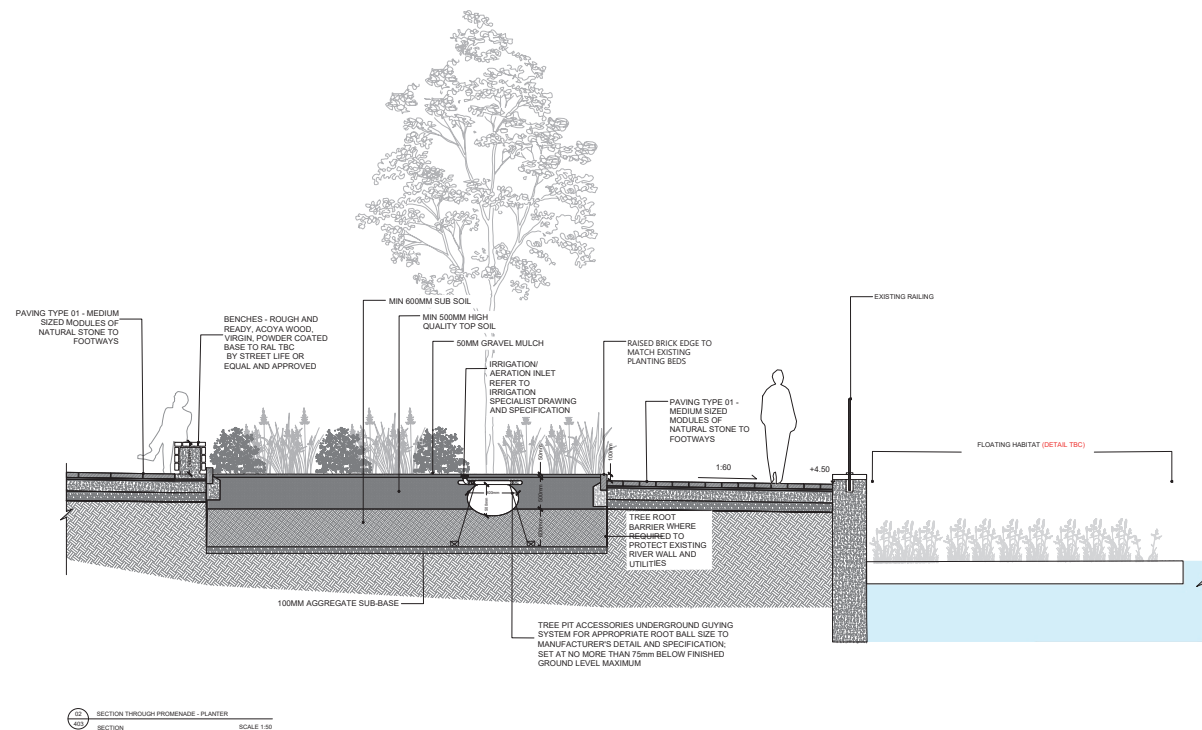 MIN 600MM SUB SOIL
EXISTING RAILING
PAVING TYPE 01 - MEDIUM
SIZED MODULES OF
NATURAL STONE TO
FOOTWAYS
BENCHES - ROUGH AND
READY, ACOYA WOOD,
VIRGIN, POWDER COATED
BASE TO RAL TBC
BY STREET LIFE OR
EQUAL AND APPROVED
MIN 500MM HIGH
QUALITY TOP SOIL
50MM GRAVEL MULCH
RAISED BRICK EDGE TO
MATCH EXISTING
PLANTING BEDS
IRRIGATION/
AERATION INLET
REFER TO
IRRIGATION
SPECIALIST DRAWING
AND SPECIFICATION
PAVING TYPE 01 -
MEDIUM SIZED
MODULES OF
NATURAL STONE TO
FOOTWAYS
FLOATING HABITAT (DETAIL TBC)
50mm
100mm
1:60
+4.50
500mm
600mm
TREE ROOT
BARRIER WHERE
REQUIRED TO
PROTECT EXISTING
RIVER WALL AND
UTILITIES
100MM AGGREGATE SUB-BASE
TREE PIT ACCESSORIES UNDERGROUND GUYING
SYSTEM FOR APPROPRIATE ROOT BALL SIZE TO
MANUFACTURER'S DETAIL AND SPECIFICATION;
SET AT NO MORE THAN 75mm BELOW FINISHED
GROUND LEVEL MAXIMUM
02 SECTION THROUGH PROMENADE - PLANTER
403 SECTION SCALE 1:50